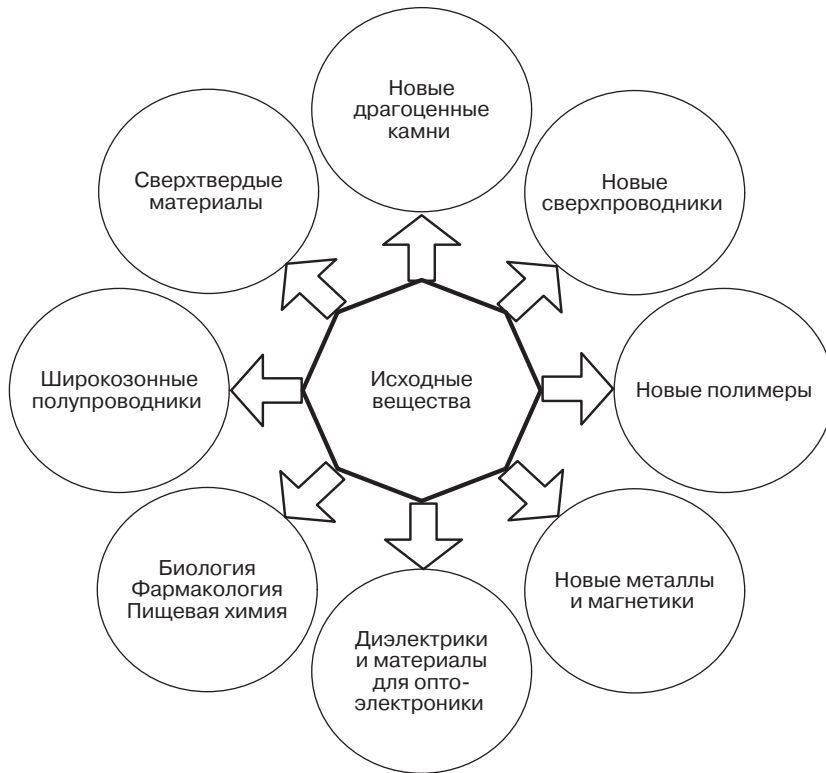 Новые
драгоценные
камни
Сверхтвердые
материалы
Новые
сверхпроводники
Широкозонные
полупроводники
Исходные
вещества
Новые полимеры
Биология
Фармакология
Пищевая химия
Новые металлы
и магнетики
Диэлектрики
и материалы
для опто-
электроники